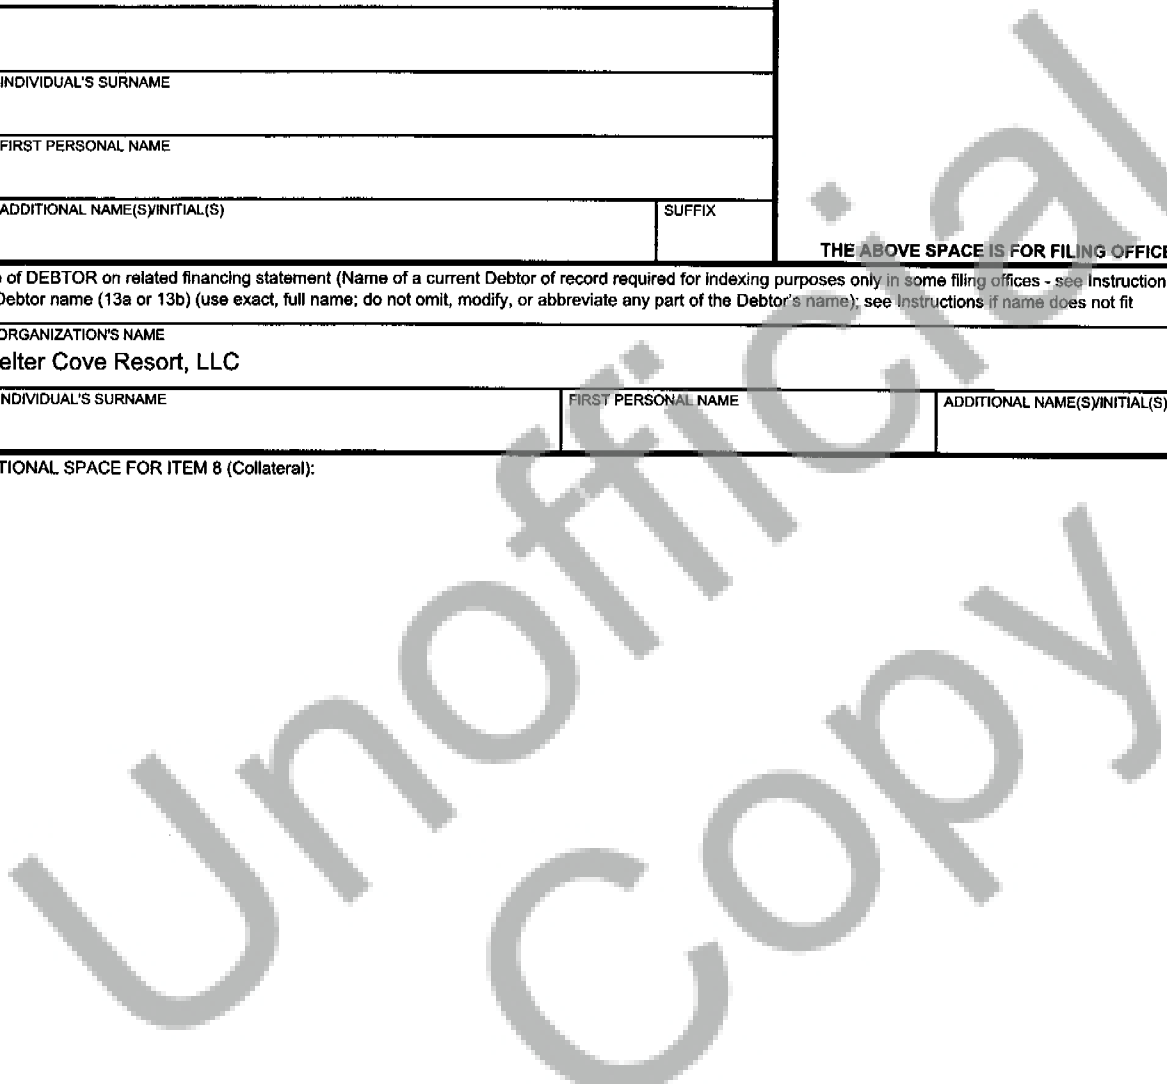 INDIVIDUAL'S SURNAME
FIRST PERSONAL NAME
ADDITIONAL NAME(S)/INITIAL(S) SUFFIX
THE ABOVE SPACE IS FOR FILING OFFICE
of DEBTOR on related financing statement (Name of a current Debtor of record required for indexing purposes only in some filing offices - see Instruction
Debtor name (13a or 13b) (use exact, full name; do not omit, modify, or abbreviate any part of the Debtor's name); see Instructions if name does not fit
ORGANIZATION'S NAME
elter Cove Resort, LLC
INDIVIDUAL'S SURNAME FIRST PERSONAL NAME ADDITIONAL NAME(S)/INITIAL(S)
TIONAL SPACE FOR ITEM 8 (Collateral):
Unofficial
Copy